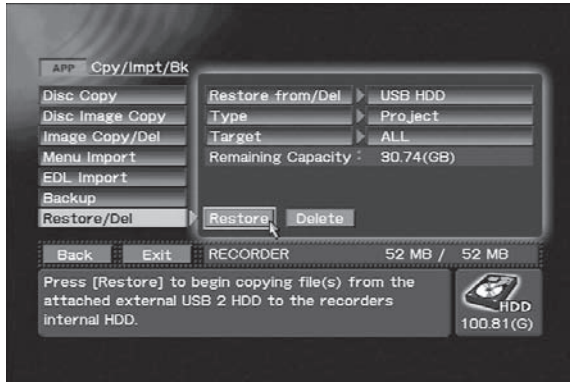 APP Cpy/Impt/Bk
Disc Copy
Disc Image Copy
Image Copy/Del
Menu Import
EDL Import
Backup
Restore/Del
Restore from/Del USB HDD
Type Project
Target ALL
Remaining Capacity : 30.74(GB)
Restore Delete
Back Exit RECORDER 52 MB / 52 MB
Press [Restore] to begin copying file(s) from the
attached external USB 2 HDD to the recorders
internal HDD.
HDD
100.81(G)